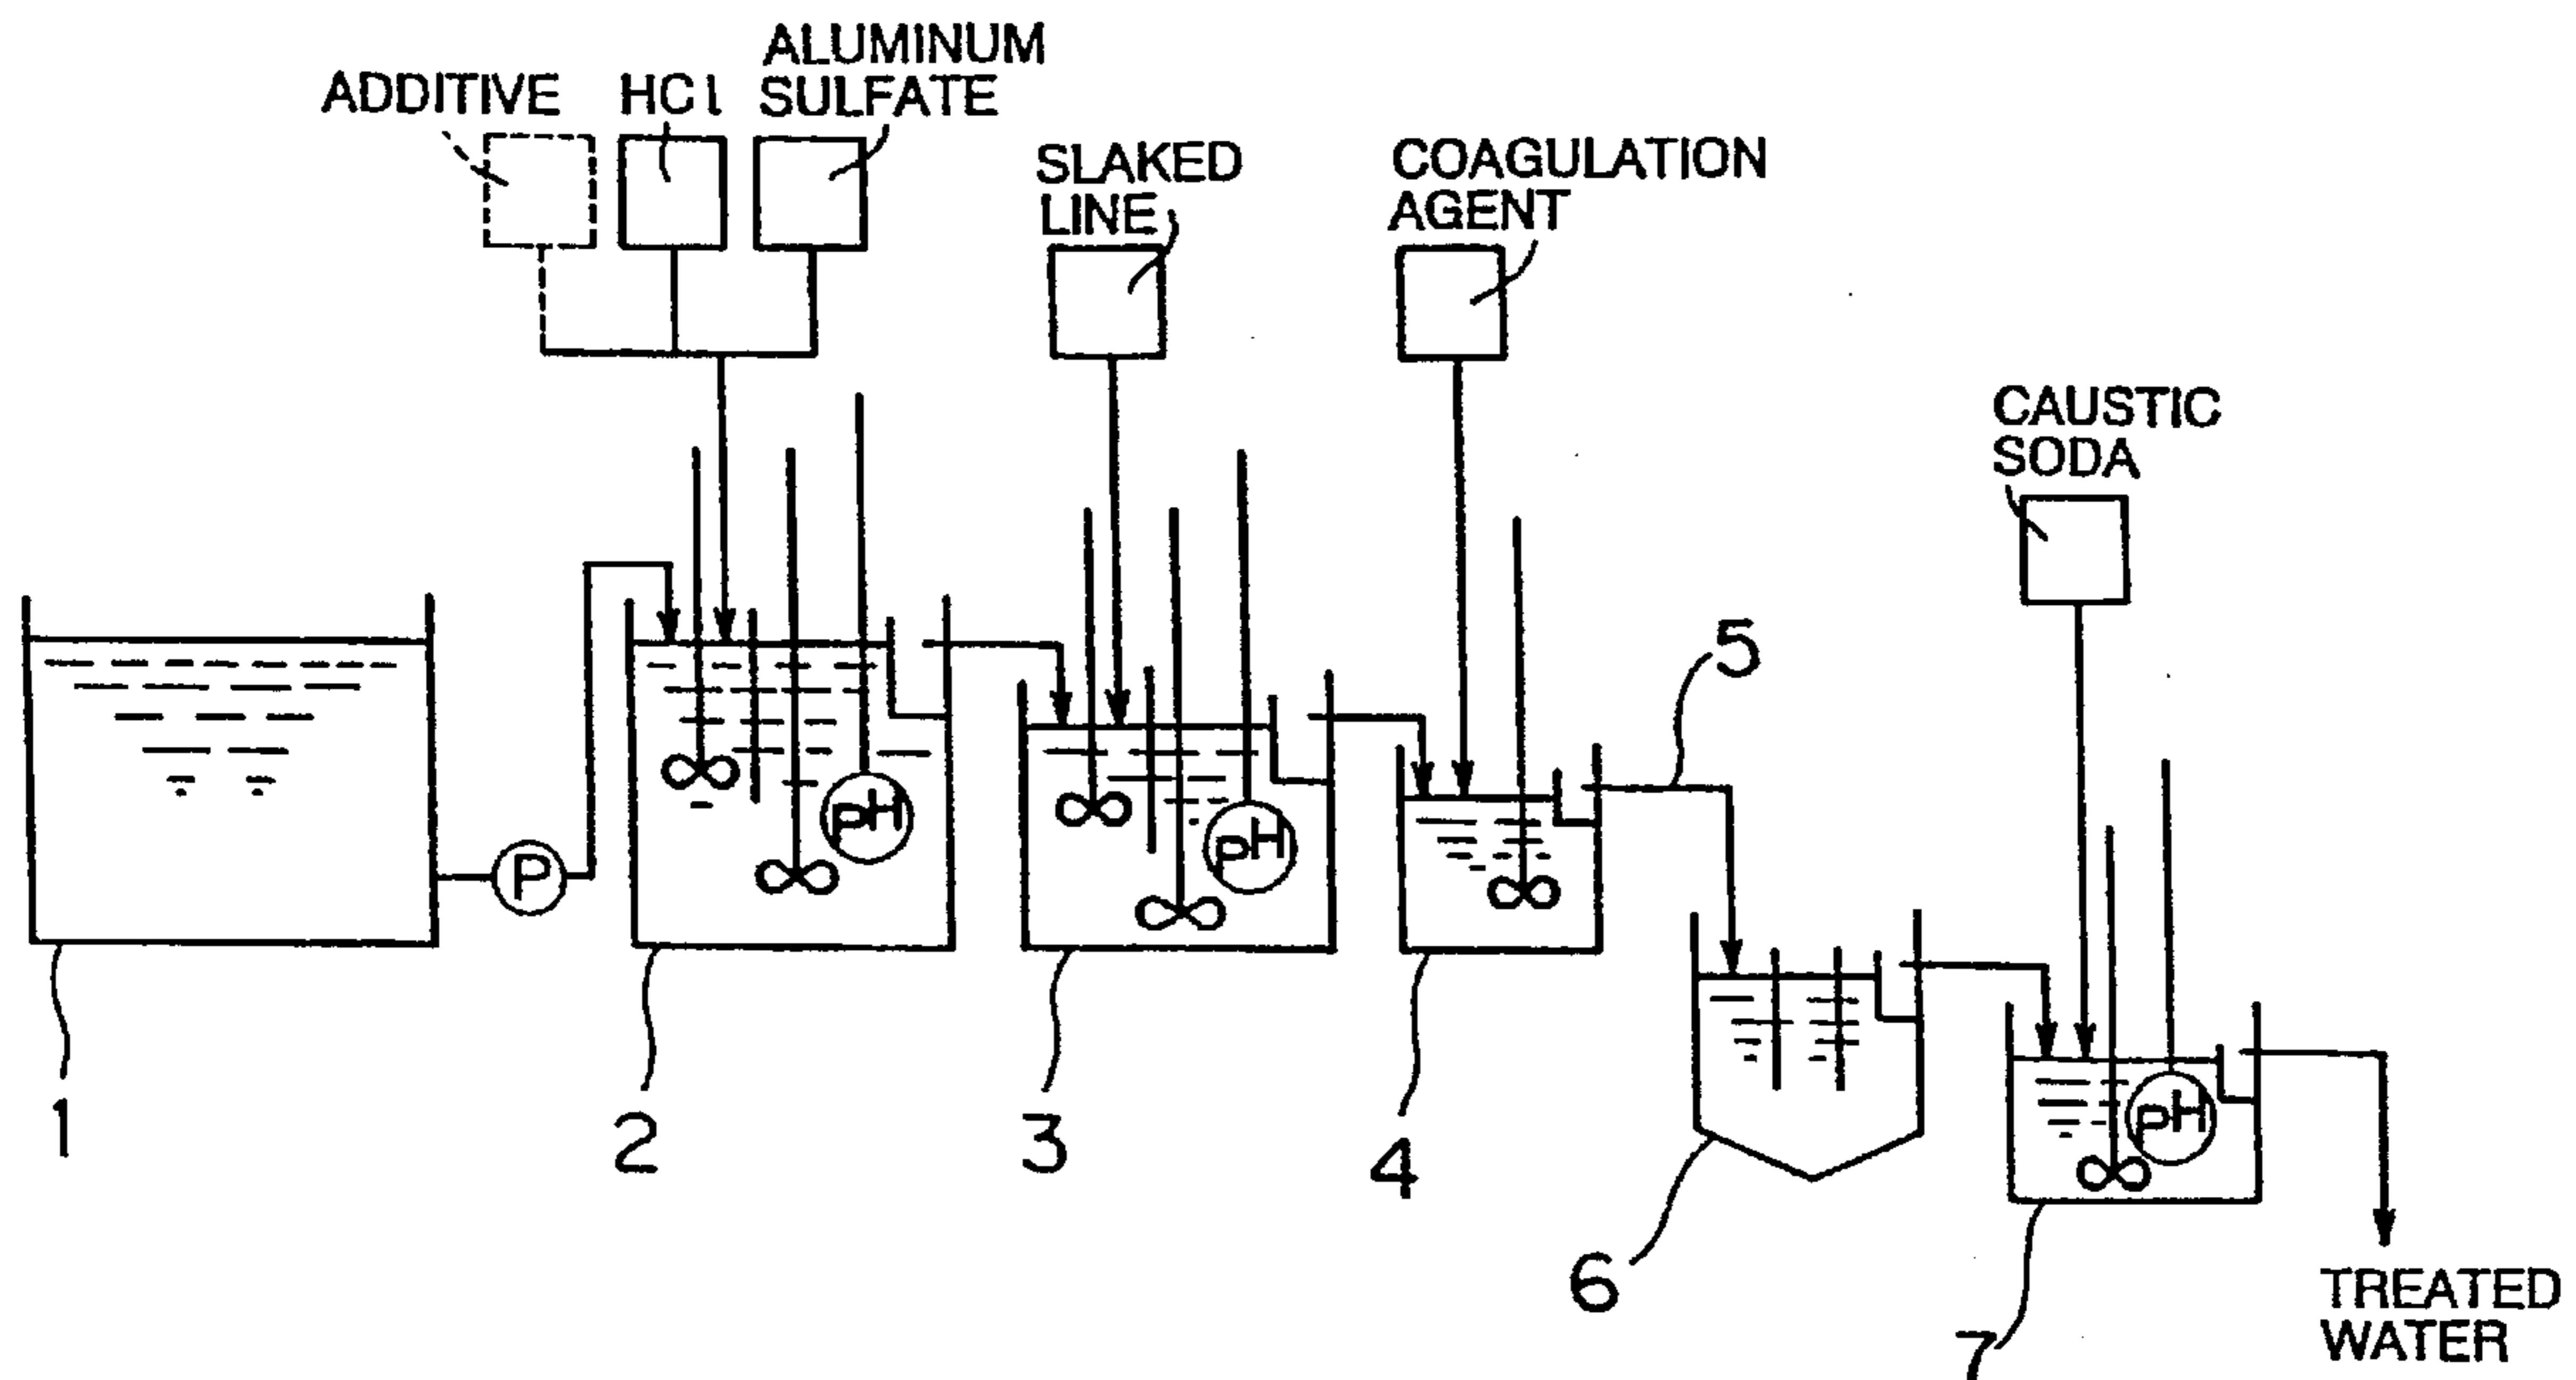 ADDITIVE
HCl
ALUMINUM
SULFATE
SLAKED
LINE
COAGULATION
AGENT
CAUSTIC
SODA
5
P
pH
pH
pH
1
2
3
4
6
7
TREATED
WATER